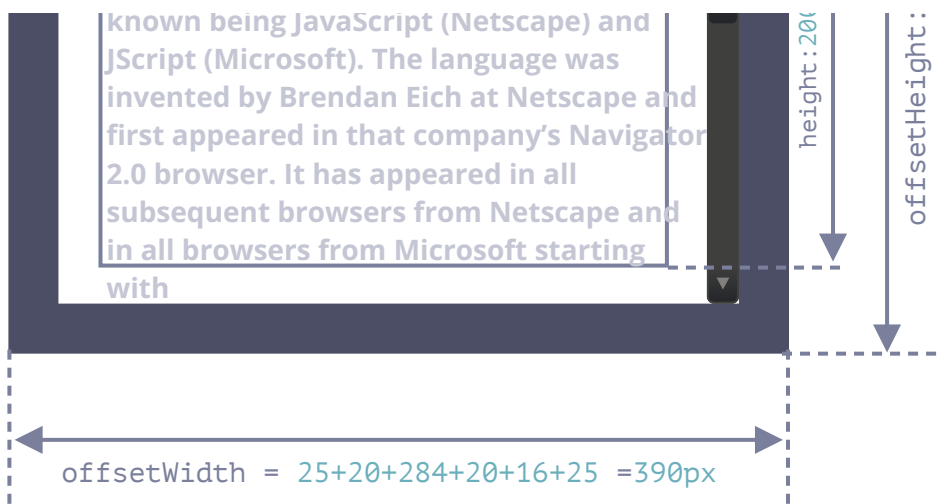 known being JavaScript (Netscape) and
JScript (Microsoft). The language was
invented by Brendan Eich at Netscape and
first appeared in that company’s Navigator
2.0 browser. It has appeared in all
subsequent browsers from Netscape and
in all browsers from Microsoft starting
with
height:200
offsetHeight:
offsetWidth = 25+20+284+20+16+25 =390px